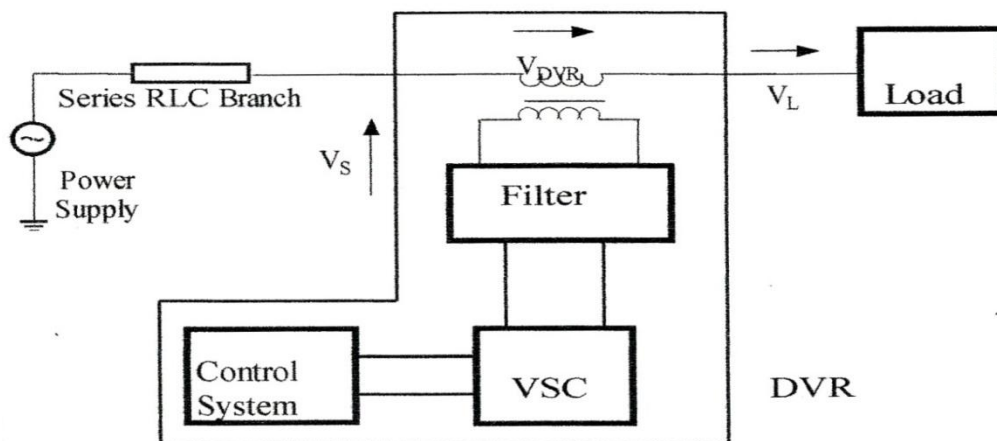 V_DVR
Series RLC Branch
V_L
Load
V_S
Power
Supply
Filter
Control
System
VSC
DVR